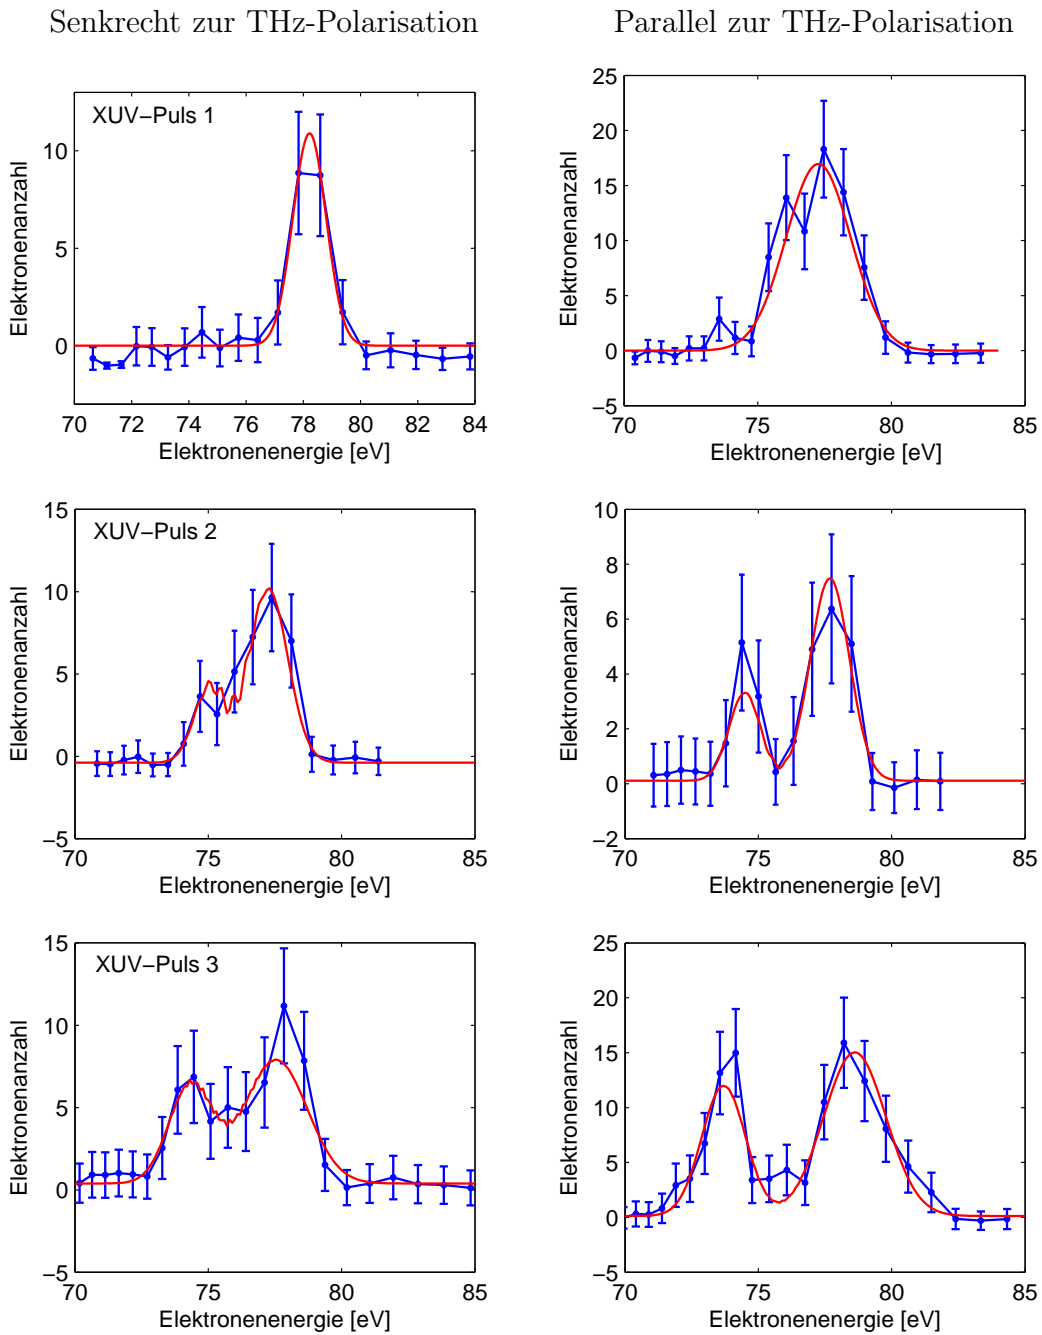 Senkrecht zur THz-Polarisation
Parallel zur THz-Polarisation
XUV−Puls 1
10
5
0
Elektronenanzahl
70 72 74 76 78 80 82 84
Elektronenenergie [eV]
25
20
15
10
5
0
−5
Elektronenanzahl
70 75 80 85
Elektronenenergie [eV]
XUV−Puls 2
15
10
5
0
−5
Elektronenanzahl
70 75 80 85
Elektronenenergie [eV]
10
8
6
4
2
0
−2
Elektronenanzahl
70 75 80 85
Elektronenenergie [eV]
XUV−Puls 3
15
10
5
0
−5
Elektronenanzahl
70 75 80 85
Elektronenenergie [eV]
25
20
15
10
5
0
−5
Elektronenanzahl
70 75 80 85
Elektronenenergie [eV]